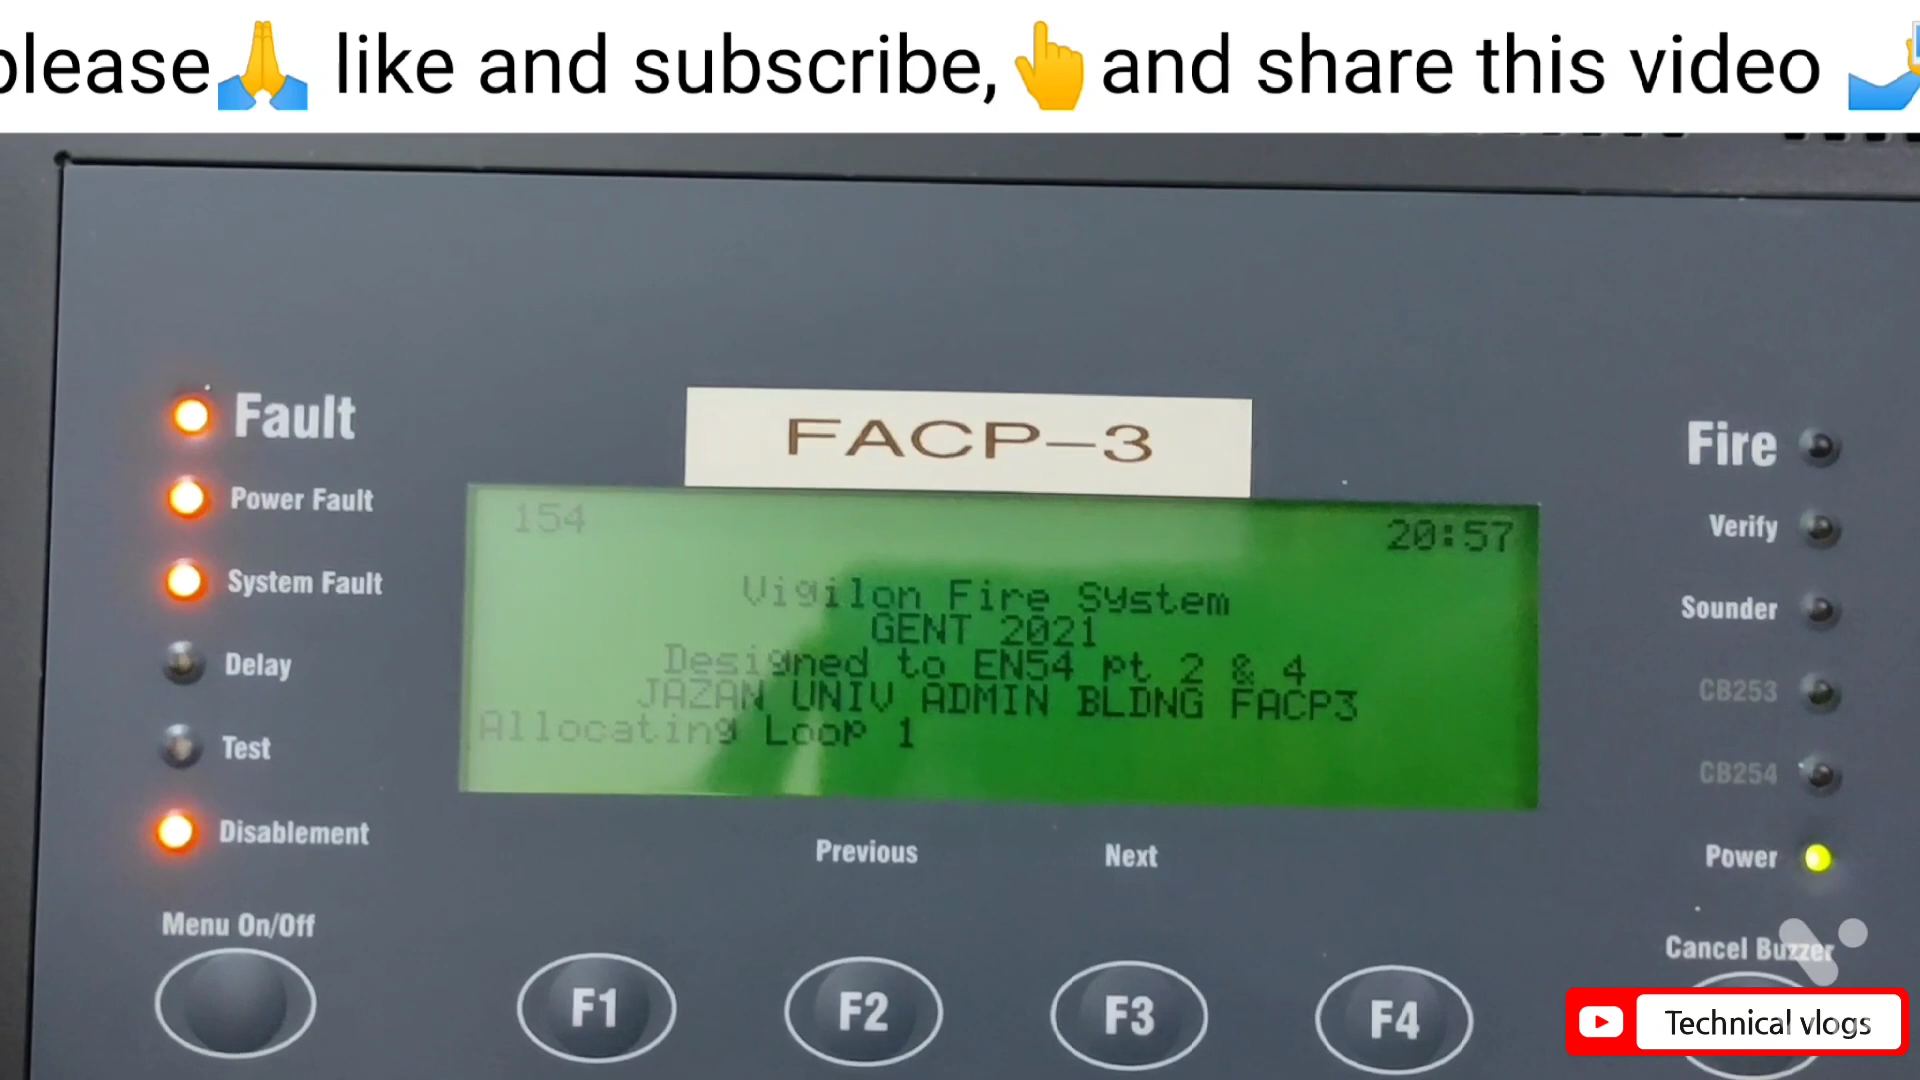 please🙏 like and subscribe,👆and share this video
FACP-3
Fault
Power Fault
System Fault
Delay
Test
Disablement
Menu On/Off
154
20:57
Vigilon Fire System
GENT 2021
Designed to EN54 pt 2 & 4
JAZAN UNIV ADMIN BLDNG FACP3
Allocating Loop 1
Previous
Next
F1
F2
F3
F4
Fire
Verify
Sounder
CB253
CB254
Power
Cancel Buzzer
Technical vlogs